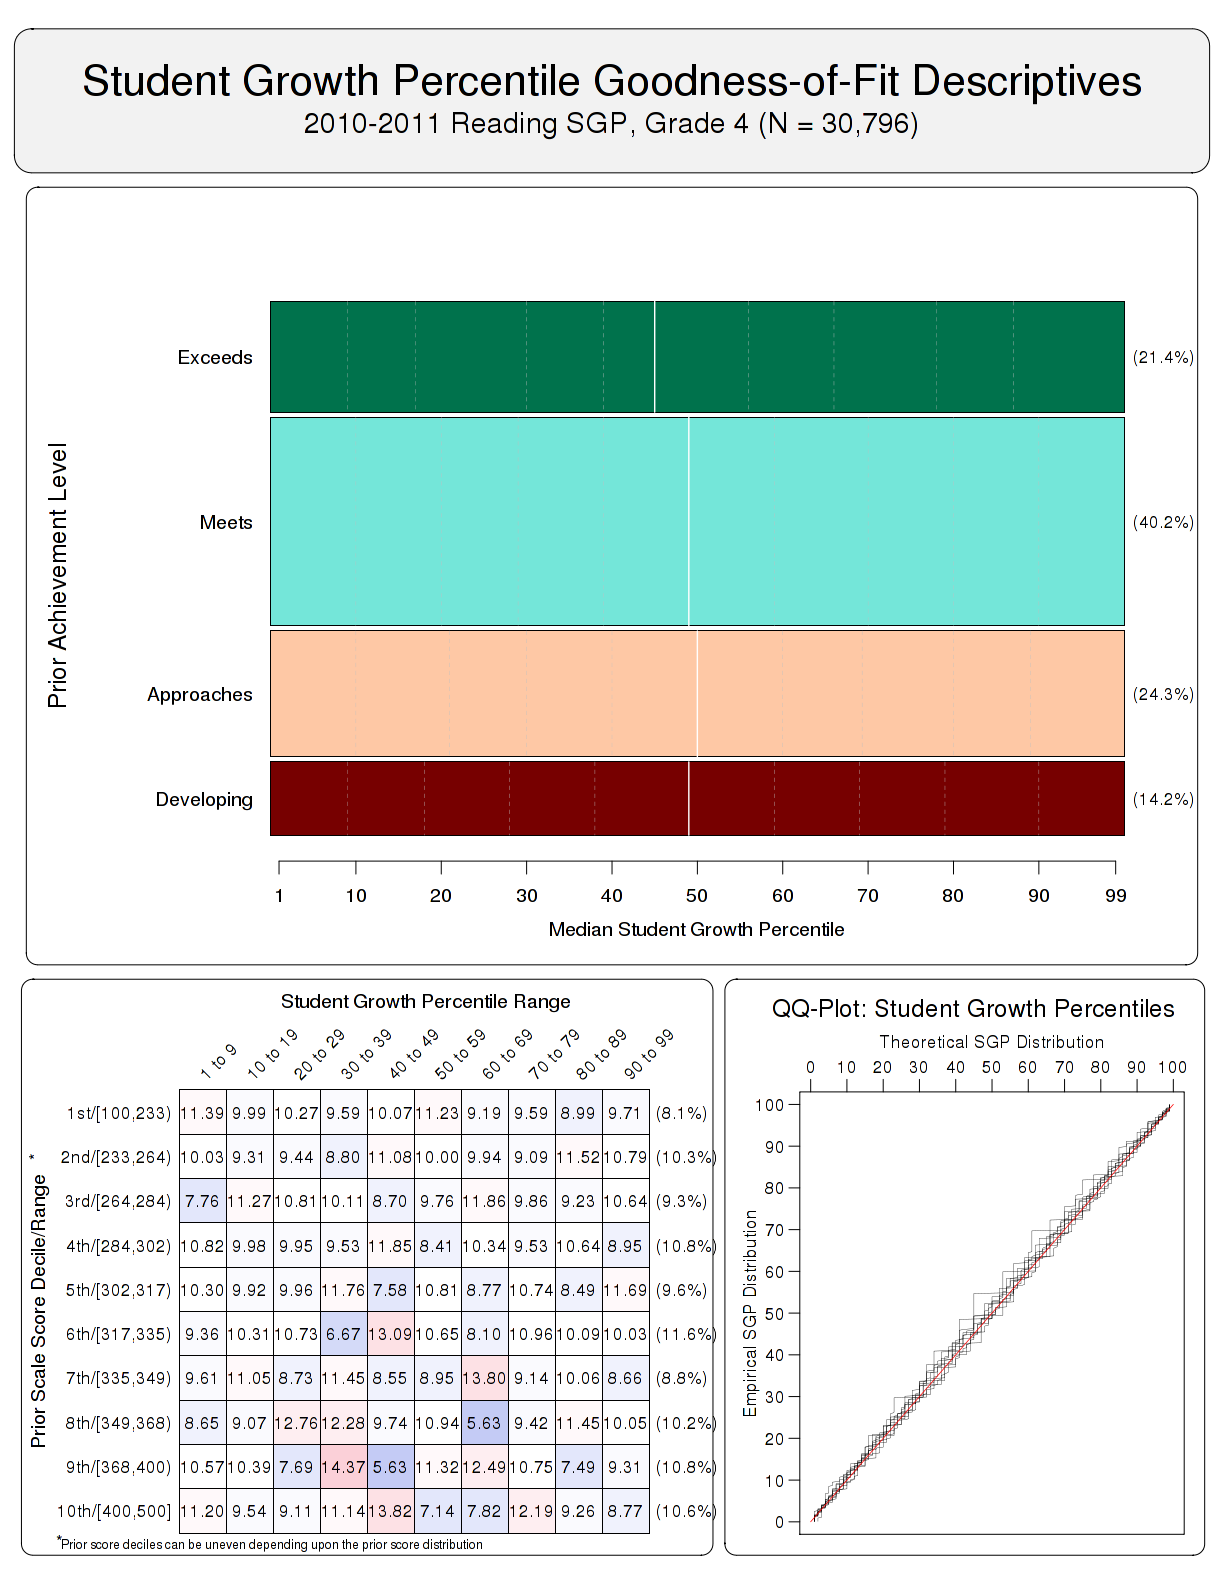 Student Growth Percentile Goodness-of-Fit Descriptives
2010-2011 Reading SGP, Grade 4 (N = 30,796)
Prior Achievement Level
Exceeds (21.4%)
Meets (40.2%)
Approaches (24.3%)
Developing (14.2%)
1 10 20 30 40 50 60 70 80 90 99
Median Student Growth Percentile
Student Growth Percentile Range
1 to 9 10 to 19 20 to 29 30 to 39 40 to 49 50 to 59 60 to 69 70 to 79 80 to 89 90 to 99
Prior Scale Score Decile/Range *
1st/[100,233) 11.39 9.99 10.27 9.59 10.07 11.23 9.19 9.59 8.99 9.71 (8.1%)
2nd/[233,264) 10.03 9.31 9.44 8.80 11.08 10.00 9.94 9.09 11.52 10.79 (10.3%)
3rd/[264,284) 7.76 11.27 10.81 10.11 8.70 9.76 11.86 9.86 9.23 10.64 (9.3%)
4th/[284,302) 10.82 9.98 9.95 9.53 11.85 8.41 10.34 9.53 10.64 8.95 (10.8%)
5th/[302,317) 10.30 9.92 9.96 11.76 7.58 10.81 8.77 10.74 8.49 11.69 (9.6%)
6th/[317,335) 9.36 10.31 10.73 6.67 13.09 10.65 8.10 10.96 10.09 10.03 (11.6%)
7th/[335,349) 9.61 11.05 8.73 11.45 8.55 8.95 13.80 9.14 10.06 8.66 (8.8%)
8th/[349,368) 8.65 9.07 12.76 12.28 9.74 10.94 5.63 9.42 11.45 10.05 (10.2%)
9th/[368,400) 10.57 10.39 7.69 14.37 5.63 11.32 12.49 10.75 7.49 9.31 (10.8%)
10th/[400,500] 11.20 9.54 9.11 11.14 13.82 7.14 7.82 12.19 9.26 8.77 (10.6%)
*Prior score deciles can be uneven depending upon the prior score distribution
QQ-Plot: Student Growth Percentiles
Theoretical SGP Distribution
0 10 20 30 40 50 60 70 80 90 100
Empirical SGP Distribution
100
90
80
70
60
50
40
30
20
10
0